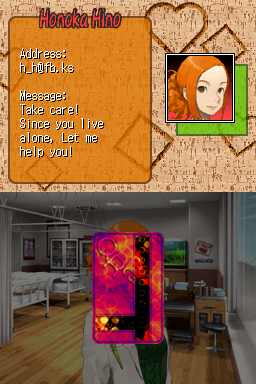 Honoka Hino
Address:
h_h@fb.ks
Message:
Take care!
Since you live
alone, Let me
help you!